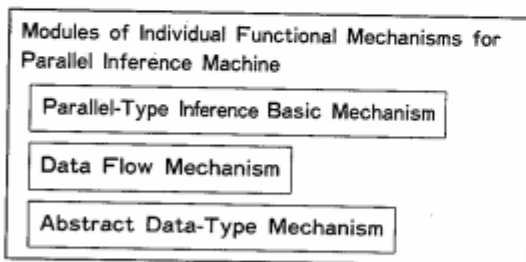 Modules of Individual Functional Mechanisms for
Parallel Inference Machine
Parallel-Type Inference Basic Mechanism
Data Flow Mechanism
Abstract Data-Type Mechanism